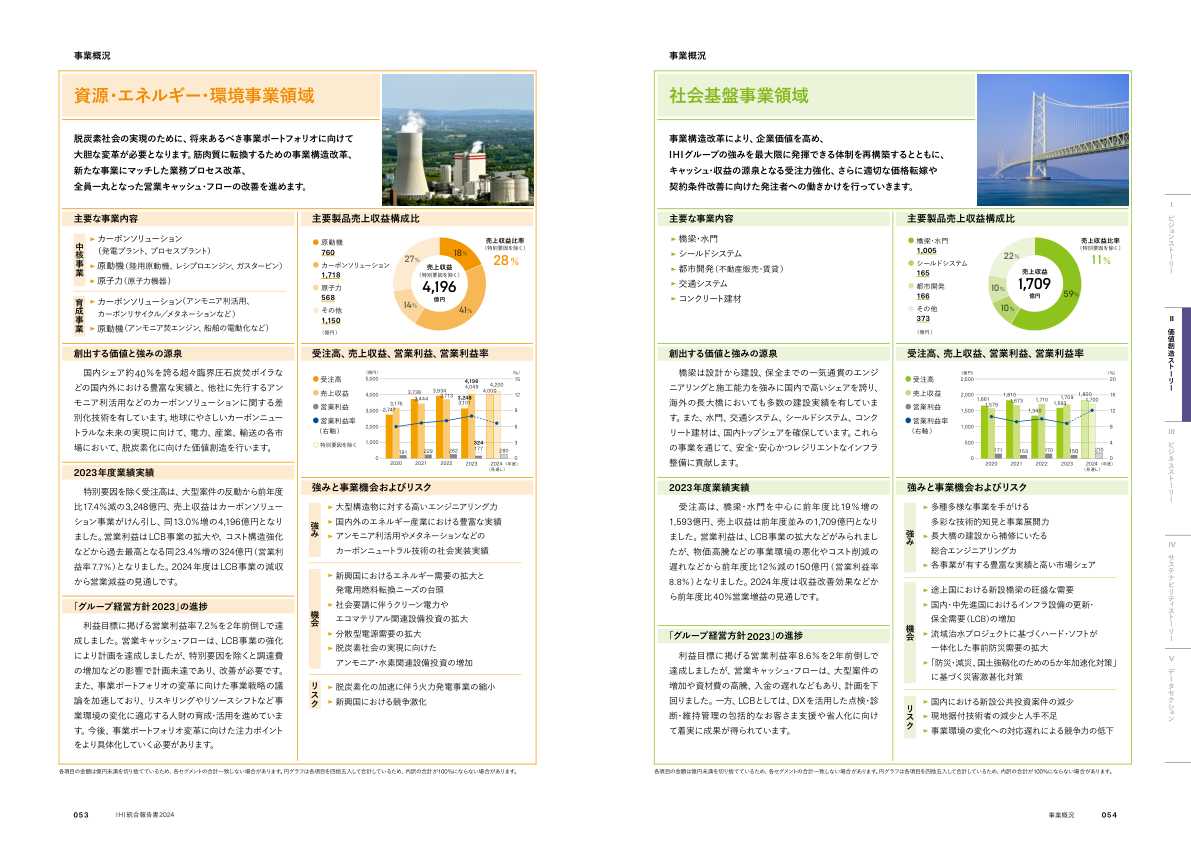 事業概況
資源・エネルギー・環境事業領域
脱炭素社会の実現のために、将来あるべき事業ポートフォリオに向けて
大胆な変革が必要となります。筋肉質に転換するための事業構造改革、
新たな事業にマッチした業務プロセス改革、
全員一丸となった営業キャッシュ・フローの改善を進めます。
主要な事業内容
中核事業
► カーボンソリューション
（発電プラント、プロセスプラント）
► 原動機（陸用原動機、レシプロエンジン、ガスタービン）
► 原子力（原子力機器）
育成事業
► カーボンソリューション（アンモニア利活用、
カーボンリサイクル／メタネーションなど）
► 原動機（アンモニア焚エンジン、船舶の電動化など）
主要製品売上収益構成比
原動機
760
カーボンソリューション
1,718
原子力
568
その他
1,150
（億円）
売上収益
（特別要因を除く）
4,196
億円
18%
41%
14%
27%
売上収益比率
（特別要因を除く）
28%
創出する価値と強みの源泉
国内シェア約40％を誇る超々臨界圧石炭焚ボイラな
どの国内外における豊富な実績と、他社に先行するアン
モニア利活用などのカーボンソリューションに関する差
別化技術を有しています。地球にやさしいカーボンニュー
トラルな未来の実現に向けて、電力、産業、輸送の各市
場において、脱炭素化に向けた価値創造を行います。
2023年度業績実績
特別要因を除く受注高は、大型案件の反動から前年度
比17.4％減の3,248億円、売上収益はカーボンソリュー
ション事業がけん引し、同13.0％増の4,196億円となり
ました。営業利益はLCB事業の拡大や、コスト構造強化
などから過去最高となる同23.4％増の324億円（営業利
益率7.7％）となりました。2024年度はLCB事業の減収
から営業減益の見通しです。
「グループ経営方針2023」の進捗
利益目標に掲げる営業利益率7.2％を2年前倒しで達
成しました。営業キャッシュ・フローは、LCB事業の強化
により計画を達成しましたが、特別要因を除くと調達費
の増加などの影響で計画未達であり、改善が必要です。
また、事業ポートフォリオの変革に向けた事業戦略の議
論を加速しており、リスキリングやリソースシフトなど事
業環境の変化に適応する人財の育成・活用を進めていま
す。今後、事業ポートフォリオ変革に向けた注力ポイント
をより具体化していく必要があります。
受注高、売上収益、営業利益、営業利益率
受注高
売上収益
営業利益
営業利益率
（右軸）
特別要因を除く
（億円）
5,000
4,000
3,000
2,000
1,000
0
（%）
15
12
9
6
3
0
2,747
3,176
191
3,738
3,444
229
3,934
3,713
262
3,248
3,101
4,196
4,049
324
177
4,000
4,200
280
2020
2021
2022
2023
2024（年度）
（見通し）
強みと事業機会およびリスク
強み
► 大型構造物に対する高いエンジニアリング力
► 国内外のエネルギー産業における豊富な実績
► アンモニア利活用やメタネーションなどの
カーボンニュートラル技術の社会実装実績
機会
► 新興国におけるエネルギー需要の拡大と
発電用燃料転換ニーズの台頭
► 社会要請に伴うクリーン電力や
エコマテリアル関連設備投資の拡大
► 分散型電源需要の拡大
► 脱炭素社会の実現に向けた
アンモニア・水素関連設備投資の増加
リスク
► 脱炭素化の加速に伴う火力発電事業の縮小
► 新興国における競争激化
各項目の金額は億円未満を切り捨てているため、各セグメントの合計一致しない場合があります。円グラフは各項目を四捨五入して合計しているため、内訳の合計が100％にならない場合があります。
053 IHI統合報告書2024
事業概況
社会基盤事業領域
事業構造改革により、企業価値を高め、
IHIグループの強みを最大限に発揮できる体制を再構築するとともに、
キャッシュ・収益の源泉となる受注力強化、さらに適切な価格転嫁や
契約条件改善に向けた発注者への働きかけを行っていきます。
主要な事業内容
► 橋梁・水門
► シールドシステム
► 都市開発（不動産販売・賃貸）
► 交通システム
► コンクリート建材
主要製品売上収益構成比
橋梁・水門
1,005
シールドシステム
165
都市開発
166
その他
373
（億円）
売上収益
1,709
億円
59%
10%
10%
22%
売上収益比率
（特別要因を除く）
11%
創出する価値と強みの源泉
橋梁は設計から建設、保全までの一気通貫のエンジ
ニアリングと施工能力を強みに国内で高いシェアを誇り、
海外の長大橋においても多数の建設実績を有していま
す。また、水門、交通システム、シールドシステム、コンク
リート建材は、国内トップシェアを確保しています。これら
の事業を通じて、安全・安心かつレジリエントなインフラ
整備に貢献します。
2023年度業績実績
受注高は、橋梁・水門を中心に前年度比19％増の
1,593億円、売上収益は前年度並みの1,709億円となり
ました。営業利益は、LCB事業の拡大などがみられまし
たが、物価高騰などの事業環境の悪化やコスト削減の
遅れなどから前年度比12％減の150億円（営業利益率
8.8％）となりました。2024年度は収益改善効果などか
ら前年度比40％営業増益の見通しです。
「グループ経営方針2023」の進捗
利益目標に掲げる営業利益率8.6％を2年前倒しで
達成しましたが、営業キャッシュ・フローは、大型案件の
増加や資材費の高騰、入金の遅れなどもあり、計画を下
回りました。一方、LCBとしては、DXを活用した点検・診
断・維持管理の包括的なお客さま支援や省人化に向け
て着実に成果が得られています。
受注高、売上収益、営業利益、営業利益率
受注高
売上収益
営業利益
営業利益率
（右軸）
（億円）
2,500
2,000
1,500
1,000
500
0
（%）
20
16
12
8
4
0
1,661
1,579
171
1,810
1,673
153
1,340
1,710
170
1,593
1,709
150
1,800
1,700
210
2020
2021
2022
2023
2024（年度）
（見通し）
強みと事業機会およびリスク
強み
► 多種多様な事業を手がける
多彩な技術的知見と事業展開力
► 長大橋の建設から補修にいたる
総合エンジニアリング力
► 各事業が有する豊富な実績と高い市場シェア
機会
► 途上国における新設橋梁の旺盛な需要
► 国内・中先進国におけるインフラ設備の更新・
保全需要（LCB）の増加
► 流域治水プロジェクトに基づくハード・ソフトが
一体化した事前防災需要の拡大
► 「防災・減災、国土強靱化のための5か年加速化対策」
に基づく災害激甚化対策
リスク
► 国内における新設公共投資案件の減少
► 現地据付技術者の減少と人手不足
► 事業環境の変化への対応遅れによる競争力の低下
各項目の金額は億円未満を切り捨てているため、各セグメントの合計一致しない場合があります。円グラフは各項目を四捨五入して合計しているため、内訳の合計が100％にならない場合があります。
事業概況 054
I ビジョンストーリー
II 価値創造ストーリー
III ビジネスストーリー
IV サステナビリティストーリー
V データセクション